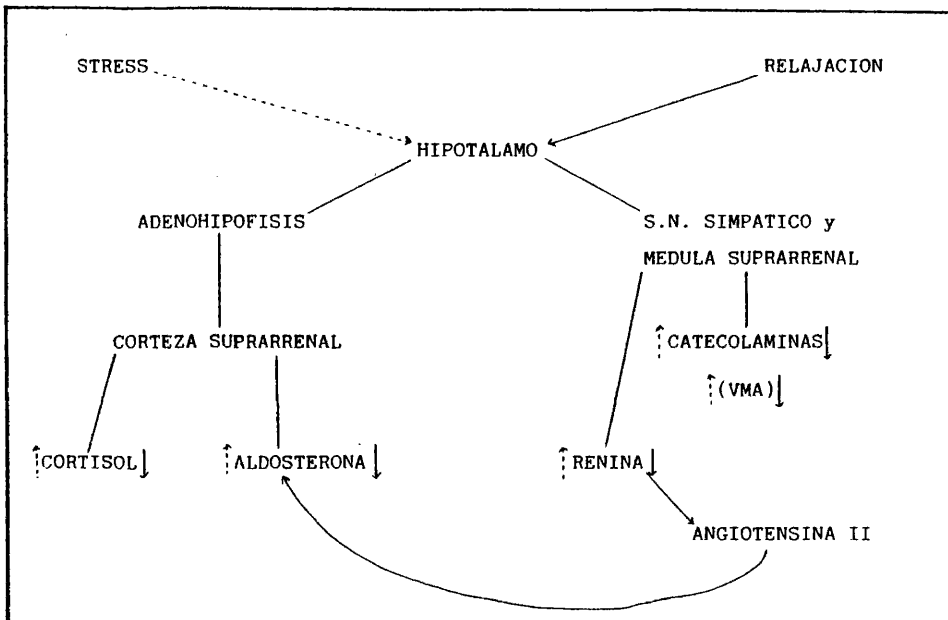 STRESS
RELAJACION
HIPOTALAMO
ADENOHIPOFISIS
S.N. SIMPATICO y
MEDULA SUPRARRENAL
CORTEZA SUPRARRENAL
CATECOLAMINAS
(VMA)
CORTISOL
ALDOSTERONA
RENINA
ANGIOTENSINA II